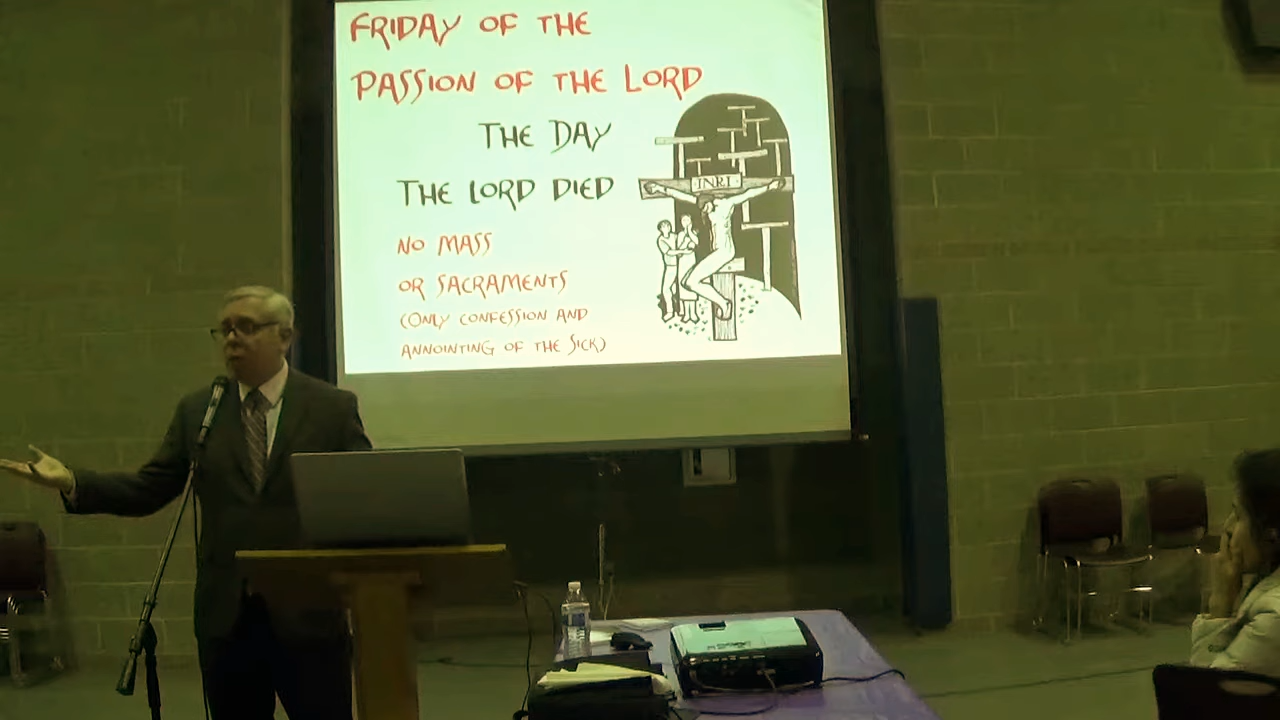 FRIDAY OF THE
PASSION OF THE LORD
THE DAY
THE LORD DIED
INRI
NO MASS
OR SACRAMENTS
(ONLY CONFESSION AND
ANNOINTING OF THE SICK)